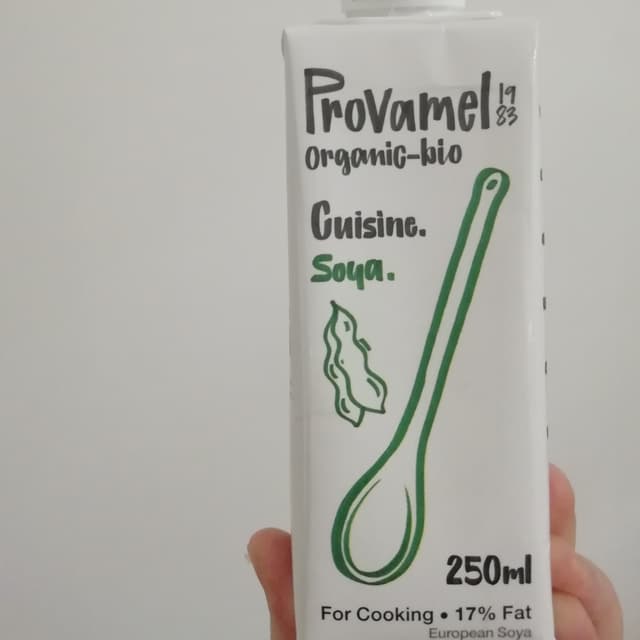 Provamel 19
83
organic-bio
Cuisine.
Soya.
250ml
For Cooking • 17% Fat
European Soya